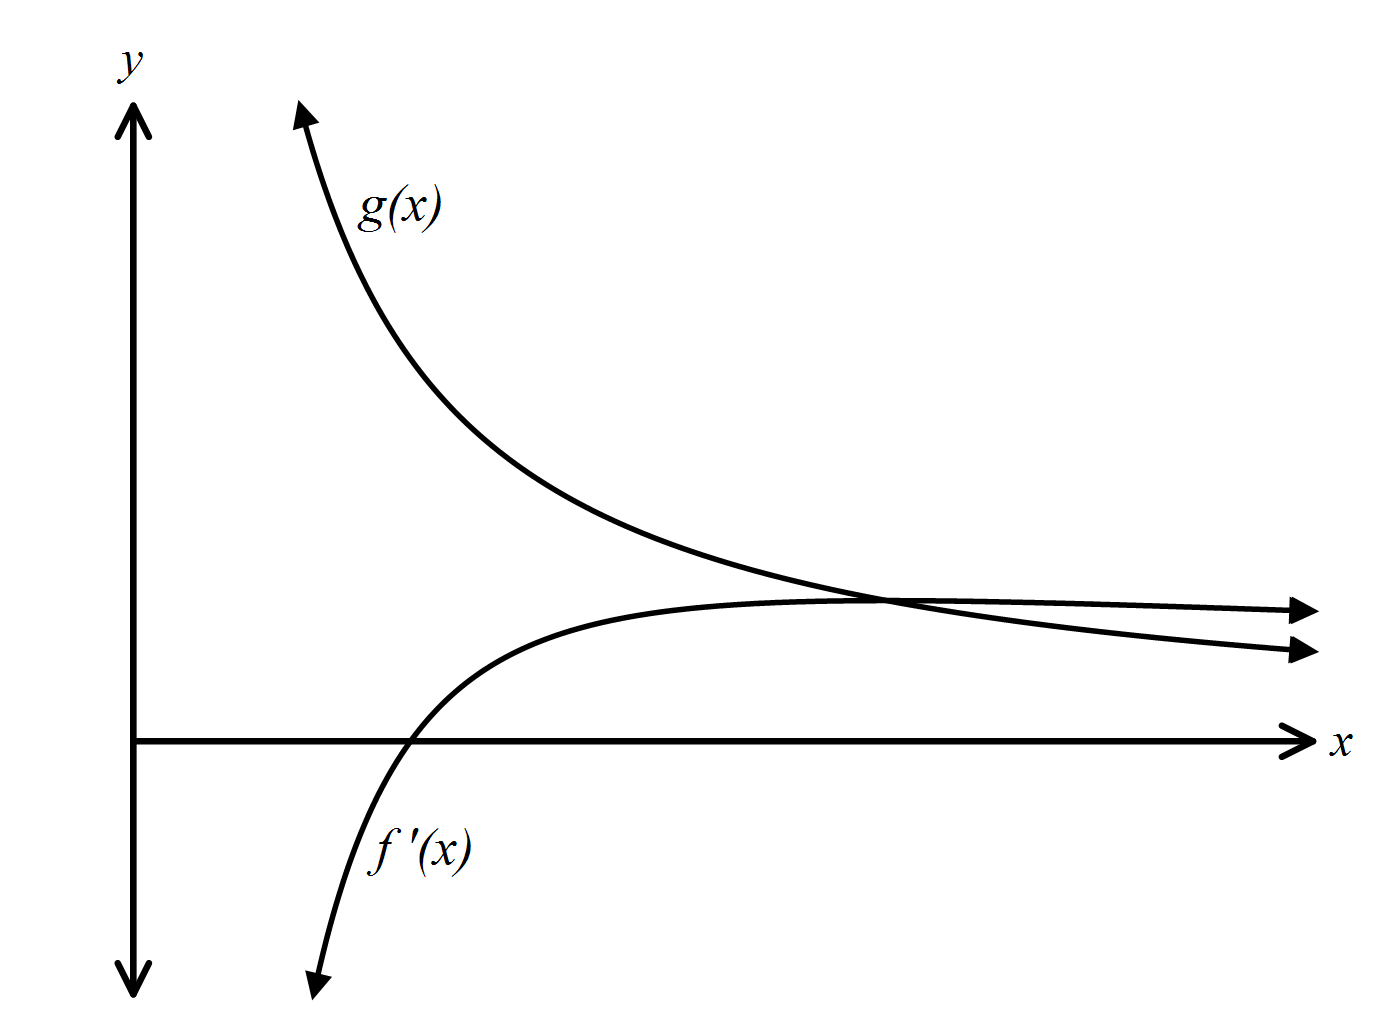 y
g(x)
x
f '(x)